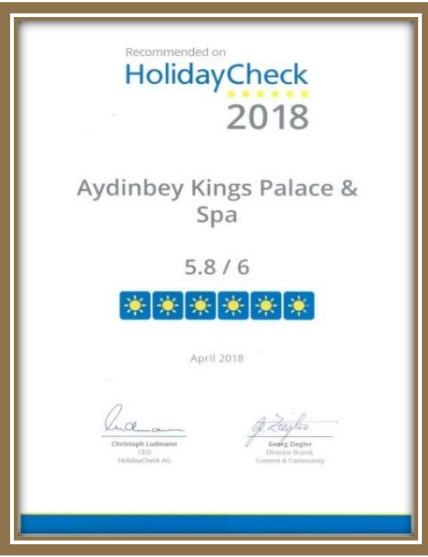 Recommended on
HolidayCheck
2018
Aydinbey Kings Palace &
Spa
5.8 / 6
April 2018
Christoph Ludmann
CEO
HolidayCheck AG
Georg Ziegler
Director Brand,
Content & Community